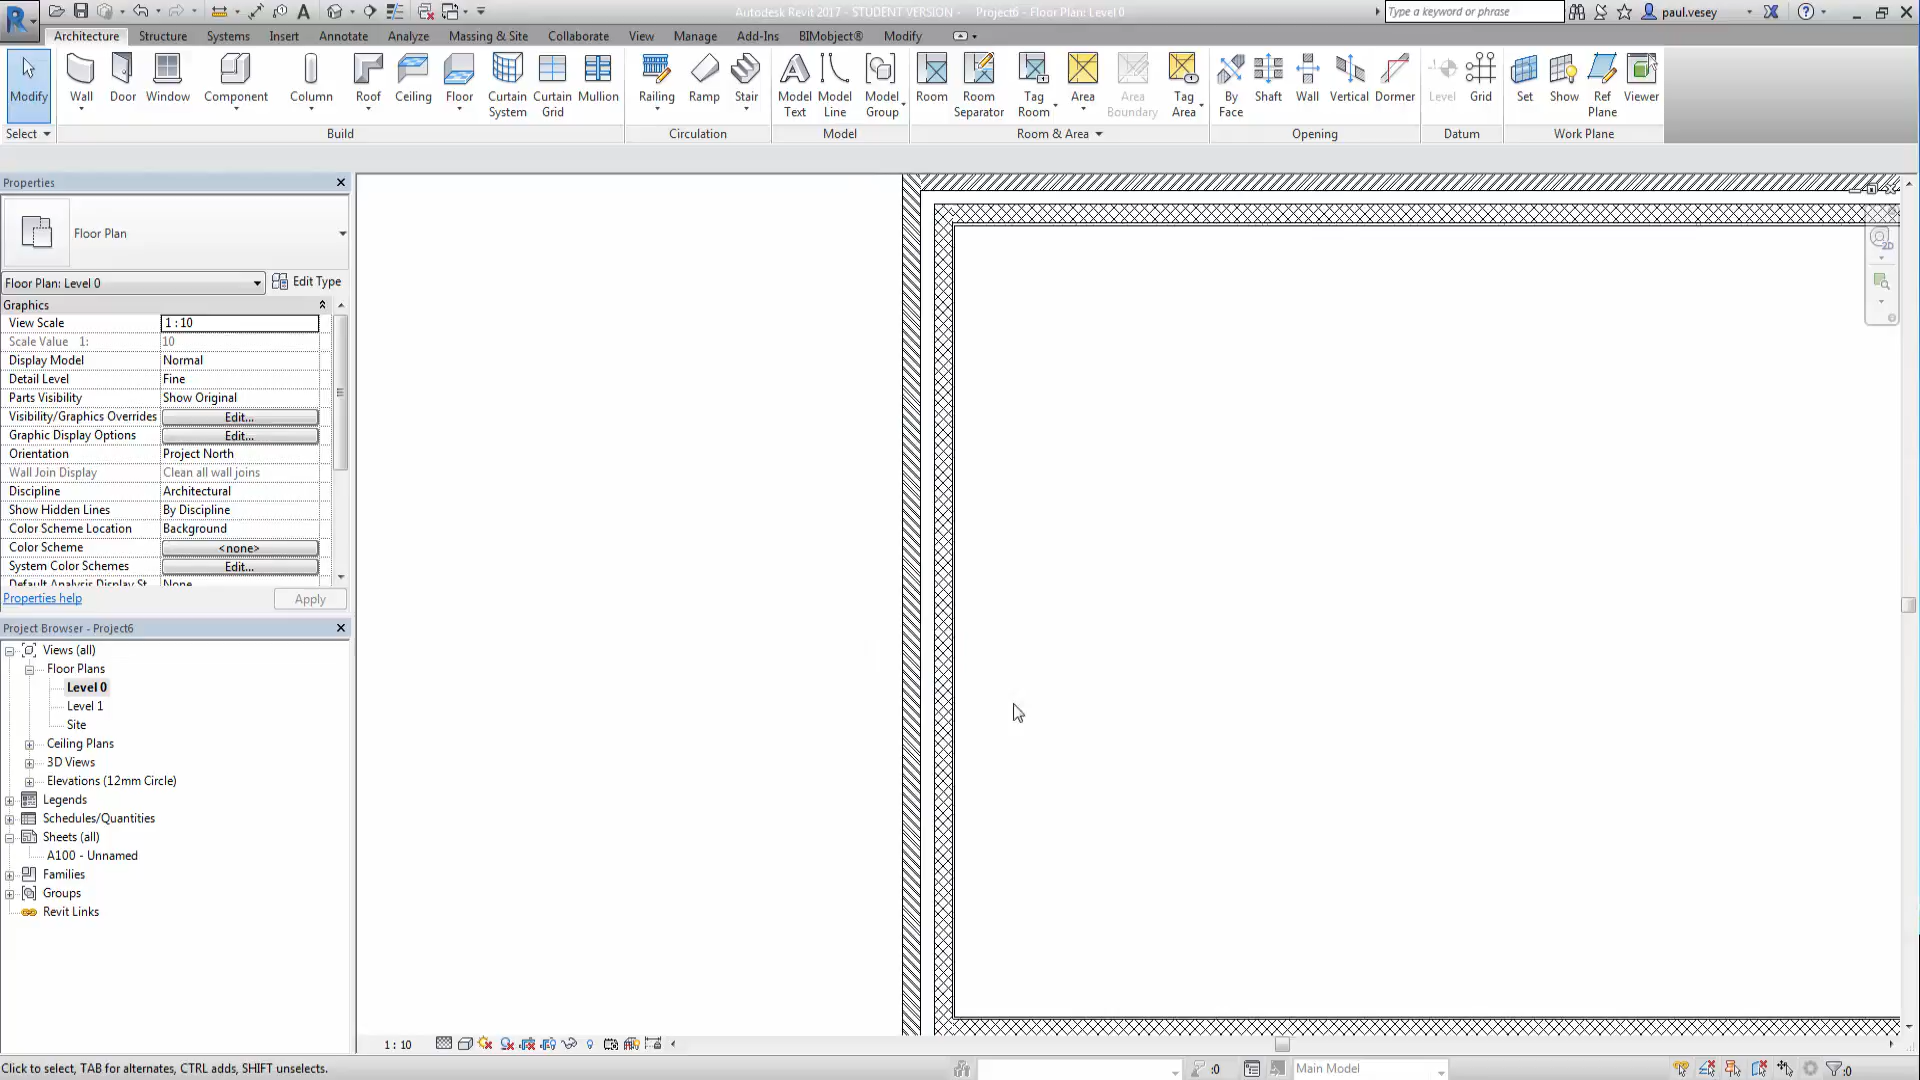 Autodesk Revit 2017 - STUDENT VERSION - Project6 - Floor Plan: Level 0
Type a keyword or phrase
paul.vesey
Architecture Structure Systems Insert Annotate Analyze Massing & Site Collaborate View Manage Add-Ins BIMobject® Modify
Modify Wall Door Window Component Column Roof Ceiling Floor Curtain System Curtain Grid Mullion Railing Ramp Stair Model Text Model Line Model Group Room Room Separator Tag Room Area Area Boundary Tag Area By Face Shaft Wall Vertical Dormer Level Grid Set Show Ref Plane Viewer
Select Build Circulation Model Room & Area Opening Datum Work Plane
Properties
Floor Plan
Floor Plan: Level 0 Edit Type
Graphics
View Scale 1 : 10
Scale Value 1: 10
Display Model Normal
Detail Level Fine
Parts Visibility Show Original
Visibility/Graphics Overrides Edit...
Graphic Display Options Edit...
Orientation Project North
Wall Join Display Clean all wall joins
Discipline Architectural
Show Hidden Lines By Discipline
Color Scheme Location Background
Color Scheme <none>
System Color Schemes Edit...
Default Analysis Display St... None
Properties help Apply
Project Browser - Project6
Views (all)
Floor Plans
Level 0
Level 1
Site
Ceiling Plans
3D Views
Elevations (12mm Circle)
Legends
Schedules/Quantities
Sheets (all)
A100 - Unnamed
Families
Groups
Revit Links
2D
1 : 10
Click to select, TAB for alternates, CTRL adds, SHIFT unselects.
:0
Main Model
:0